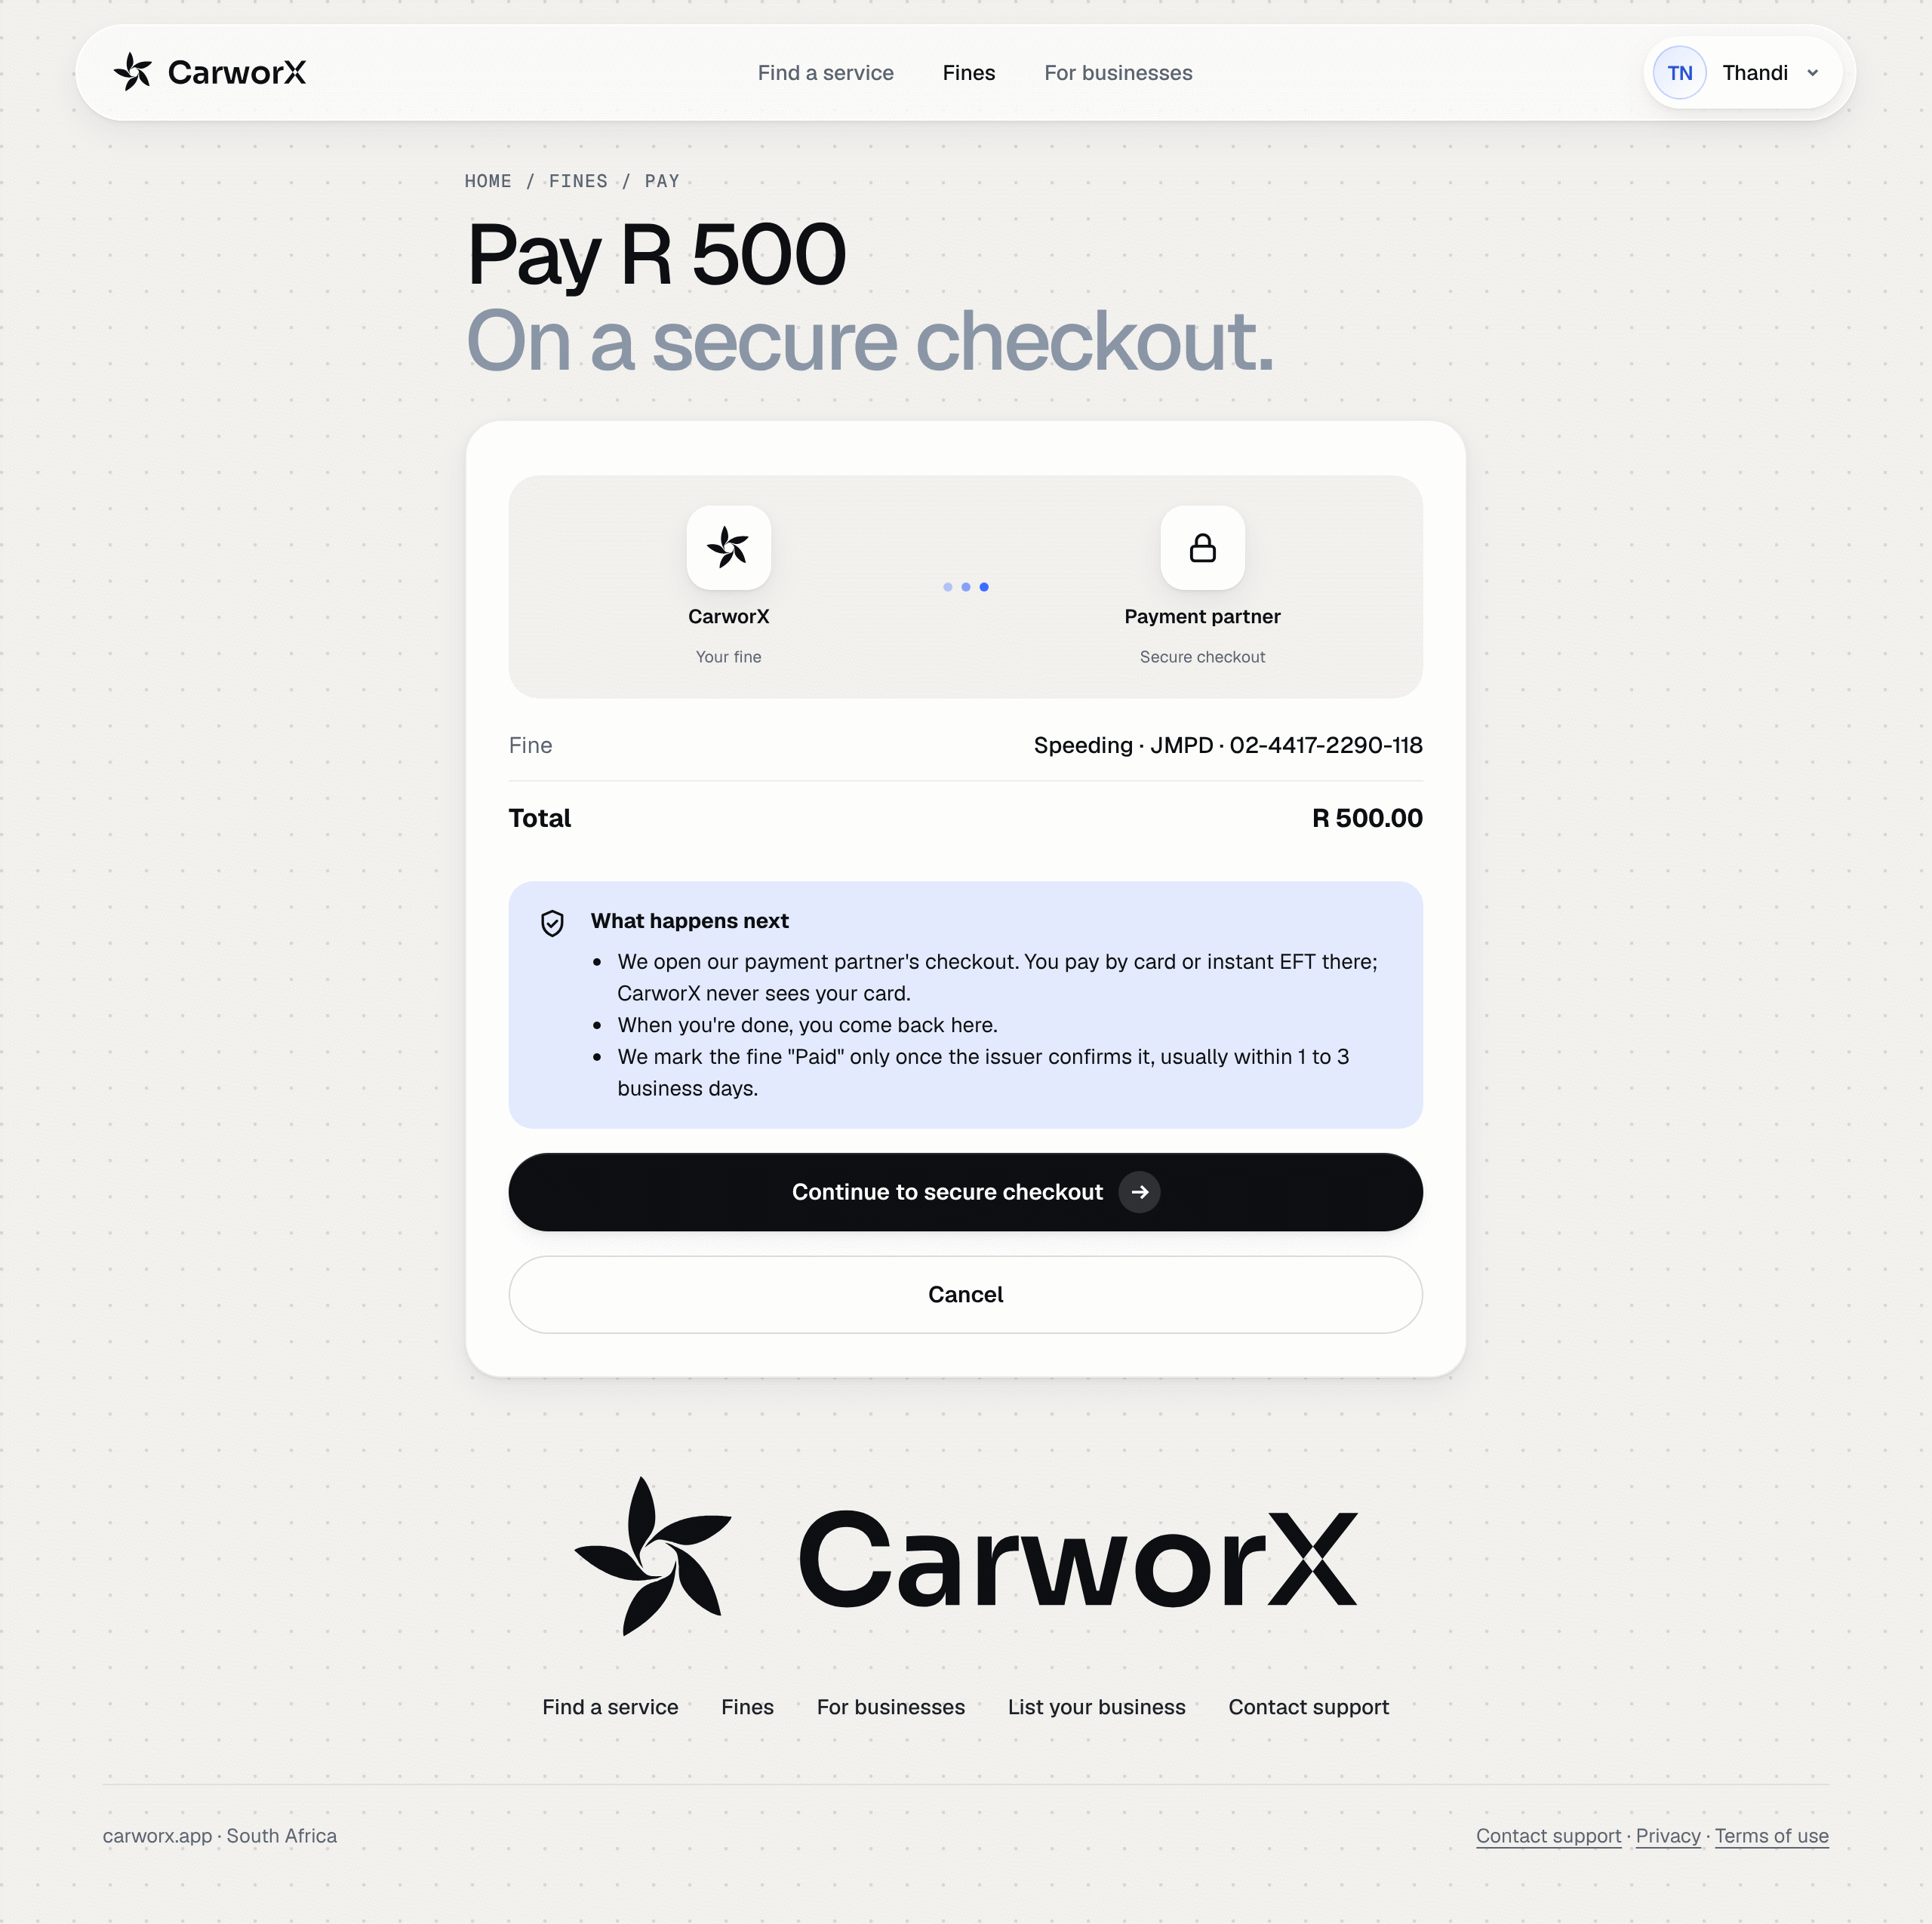 CarworX
Find a service
Fines
For businesses
TN
Thandi
HOME / FINES / PAY
Pay R 500
On a secure checkout.
CarworX
Your fine
Payment partner
Secure checkout
Fine
Speeding · JMPD · 02-4417-2290-118
Total
R 500.00
What happens next
• We open our payment partner's checkout. You pay by card or instant EFT there;
CarworX never sees your card.
• When you're done, you come back here.
• We mark the fine "Paid" only once the issuer confirms it, usually within 1 to 3
business days.
Continue to secure checkout
Cancel
CarworX
Find a service
Fines
For businesses
List your business
Contact support
carworx.app · South Africa
Contact support · Privacy · Terms of use